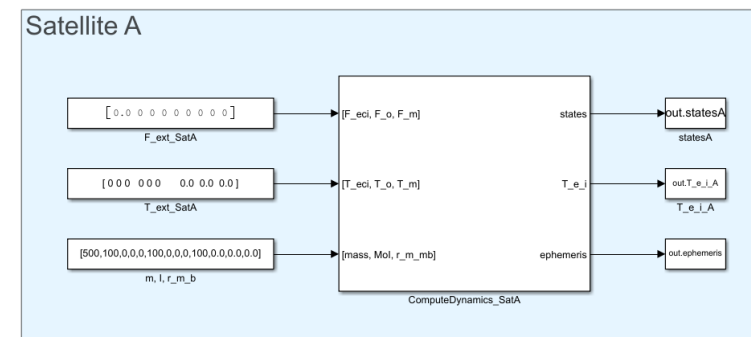 Satellite A
[0.0 0 0 0 0 0 0 0 0]
F_ext_SatA
[F_eci, F_o, F_m]
states
out.statesA
statesA
[0 0 0 0 0 0 0.0 0.0 0.0]
T_ext_SatA
[T_eci, T_o, T_m]
T_e_i
out.T_e_i_A
T_e_i_A
[500,100,0,0,0,100,0,0,0,100,0.0,0.0,0.0]
m, I, r_m_b
[mass, MoI, r_m_mb]
ephemeris
out.ephemeris
ComputeDynamics_SatA